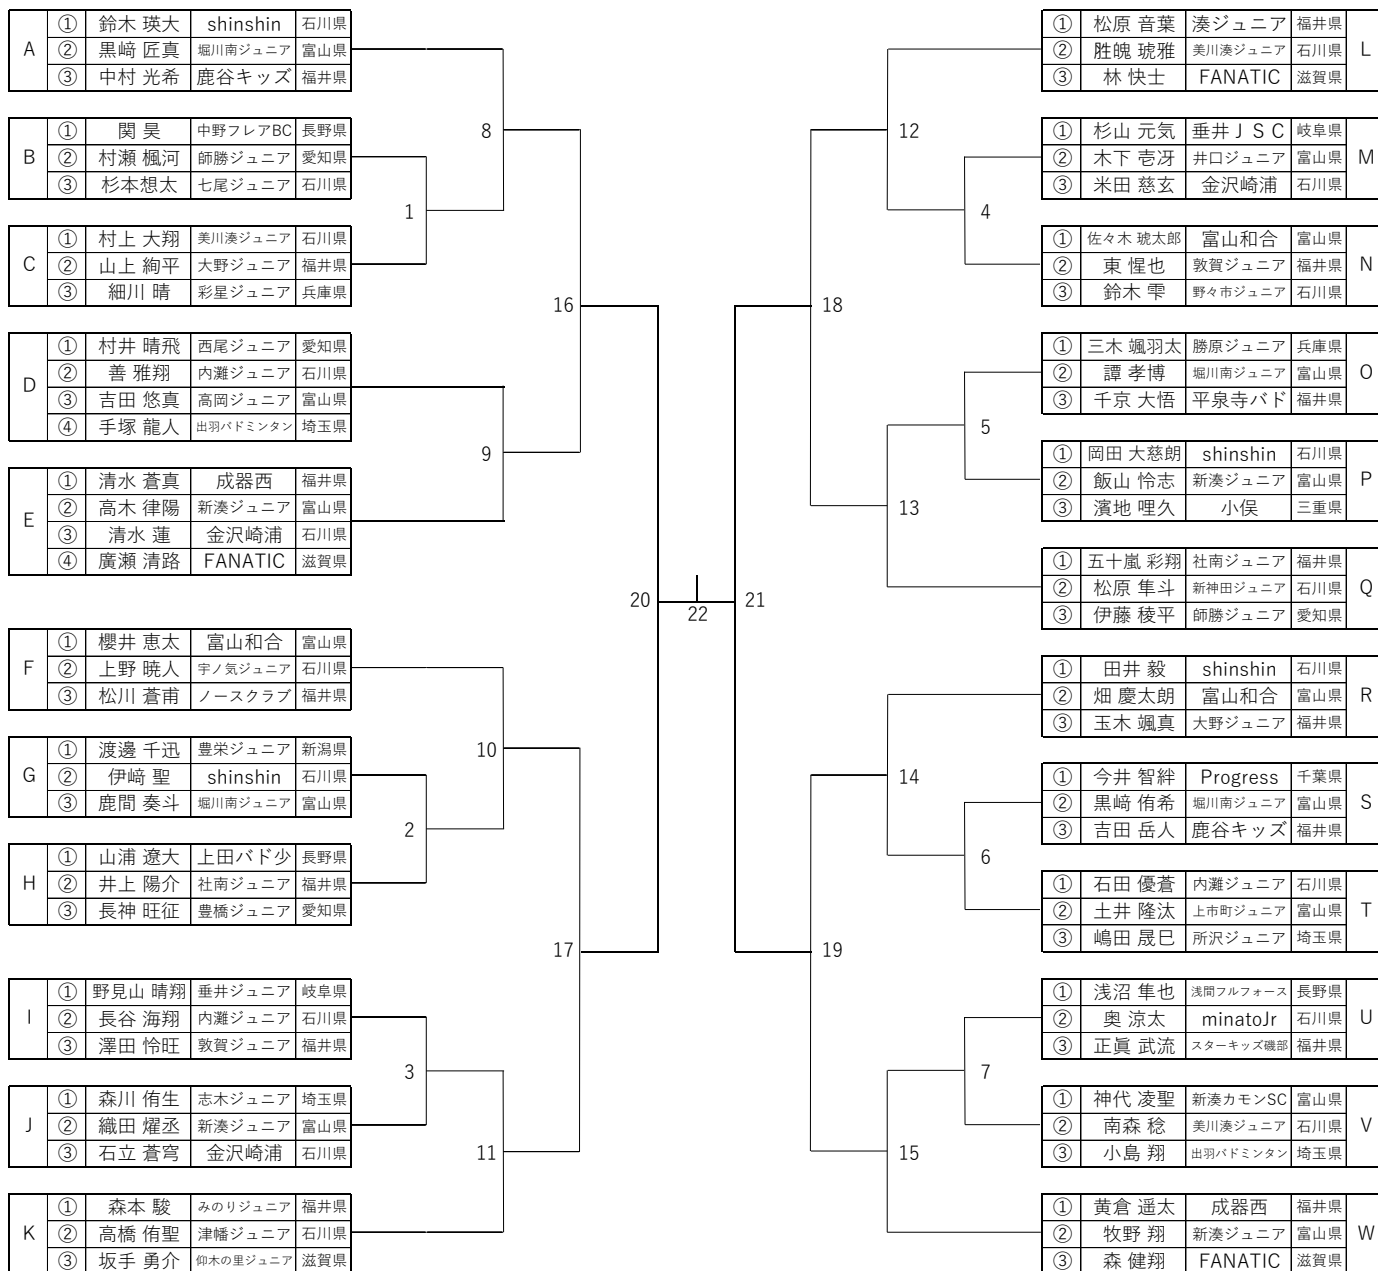 A
① 鈴木 瑛大 shinshin 石川県
② 黒﨑 匠真 堀川南ジュニア 富山県
③ 中村 光希 鹿谷キッズ 福井県
B
① 関 昊 中野フレアBC 長野県
② 村瀬 楓河 師勝ジュニア 愛知県
③ 杉本想太 七尾ジュニア 石川県
C
① 村上 大翔 美川湊ジュニア 石川県
② 山上 絢平 大野ジュニア 福井県
③ 細川 晴 彩星ジュニア 兵庫県
D
① 村井 晴飛 西尾ジュニア 愛知県
② 善 雅翔 内灘ジュニア 石川県
③ 吉田 悠真 高岡ジュニア 富山県
④ 手塚 龍人 出羽バドミンタン 埼玉県
E
① 清水 蒼真 成器西 福井県
② 高木 律陽 新湊ジュニア 富山県
③ 清水 蓮 金沢崎浦 石川県
④ 廣瀬 清路 FANATIC 滋賀県
F
① 櫻井 恵太 富山和合 富山県
② 上野 暁人 宇ノ気ジュニア 石川県
③ 松川 蒼甫 ノースクラブ 福井県
G
① 渡邊 千迅 豊栄ジュニア 新潟県
② 伊﨑 聖 shinshin 石川県
③ 鹿間 奏斗 堀川南ジュニア 富山県
H
① 山浦 遼大 上田バド少 長野県
② 井上 陽介 社南ジュニア 福井県
③ 長神 旺征 豊橋ジュニア 愛知県
I
① 野見山 晴翔 垂井ジュニア 岐阜県
② 長谷 海翔 内灘ジュニア 石川県
③ 澤田 怜旺 敦賀ジュニア 福井県
J
① 森川 侑生 志木ジュニア 埼玉県
② 織田 燿丞 新湊ジュニア 富山県
③ 石立 蒼穹 金沢崎浦 石川県
K
① 森本 駿 みのりジュニア 福井県
② 高橋 侑聖 津幡ジュニア 石川県
③ 坂手 勇介 仰木の里ジュニア 滋賀県
1
2
3
8
9
10
11
16
17
20
22
21
18
19
12
13
14
15
4
5
6
7
① 松原 音葉 湊ジュニア 福井県
② 胜魄 琥雅 美川湊ジュニア 石川県
③ 林 快士 FANATIC 滋賀県
L
① 杉山 元気 垂井ＪＳＣ 岐阜県
② 木下 壱冴 井口ジュニア 富山県
③ 米田 慈玄 金沢崎浦 石川県
M
① 佐々木 琥太郎 富山和合 富山県
② 東 惺也 敦賀ジュニア 福井県
③ 鈴木 雫 野々市ジュニア 石川県
N
① 三木 颯羽太 勝原ジュニア 兵庫県
② 譚 孝博 堀川南ジュニア 富山県
③ 千京 大悟 平泉寺バド 福井県
O
① 岡田 大慈朗 shinshin 石川県
② 飯山 怜志 新湊ジュニア 富山県
③ 濱地 哩久 小俣 三重県
P
① 五十嵐 彩翔 社南ジュニア 福井県
② 松原 隼斗 新神田ジュニア 石川県
③ 伊藤 稜平 師勝ジュニア 愛知県
Q
① 田井 毅 shinshin 石川県
② 畑 慶太朗 富山和合 富山県
③ 玉木 颯真 大野ジュニア 福井県
R
① 今井 智絆 Progress 千葉県
② 黒﨑 侑希 堀川南ジュニア 富山県
③ 吉田 岳人 鹿谷キッズ 福井県
S
① 石田 優蒼 内灘ジュニア 石川県
② 土井 隆汰 上市町ジュニア 富山県
③ 嶋田 晟巳 所沢ジュニア 埼玉県
T
① 浅沼 隼也 浅間フルフォース 長野県
② 奥 涼太 minatoJr 石川県
③ 正眞 武流 スターキッズ磯部 福井県
U
① 神代 凌聖 新湊カモンSC 富山県
② 南森 稔 美川湊ジュニア 石川県
③ 小島 翔 出羽バドミンタン 埼玉県
V
① 黄倉 遥太 成器西 福井県
② 牧野 翔 新湊ジュニア 富山県
③ 森 健翔 FANATIC 滋賀県
W